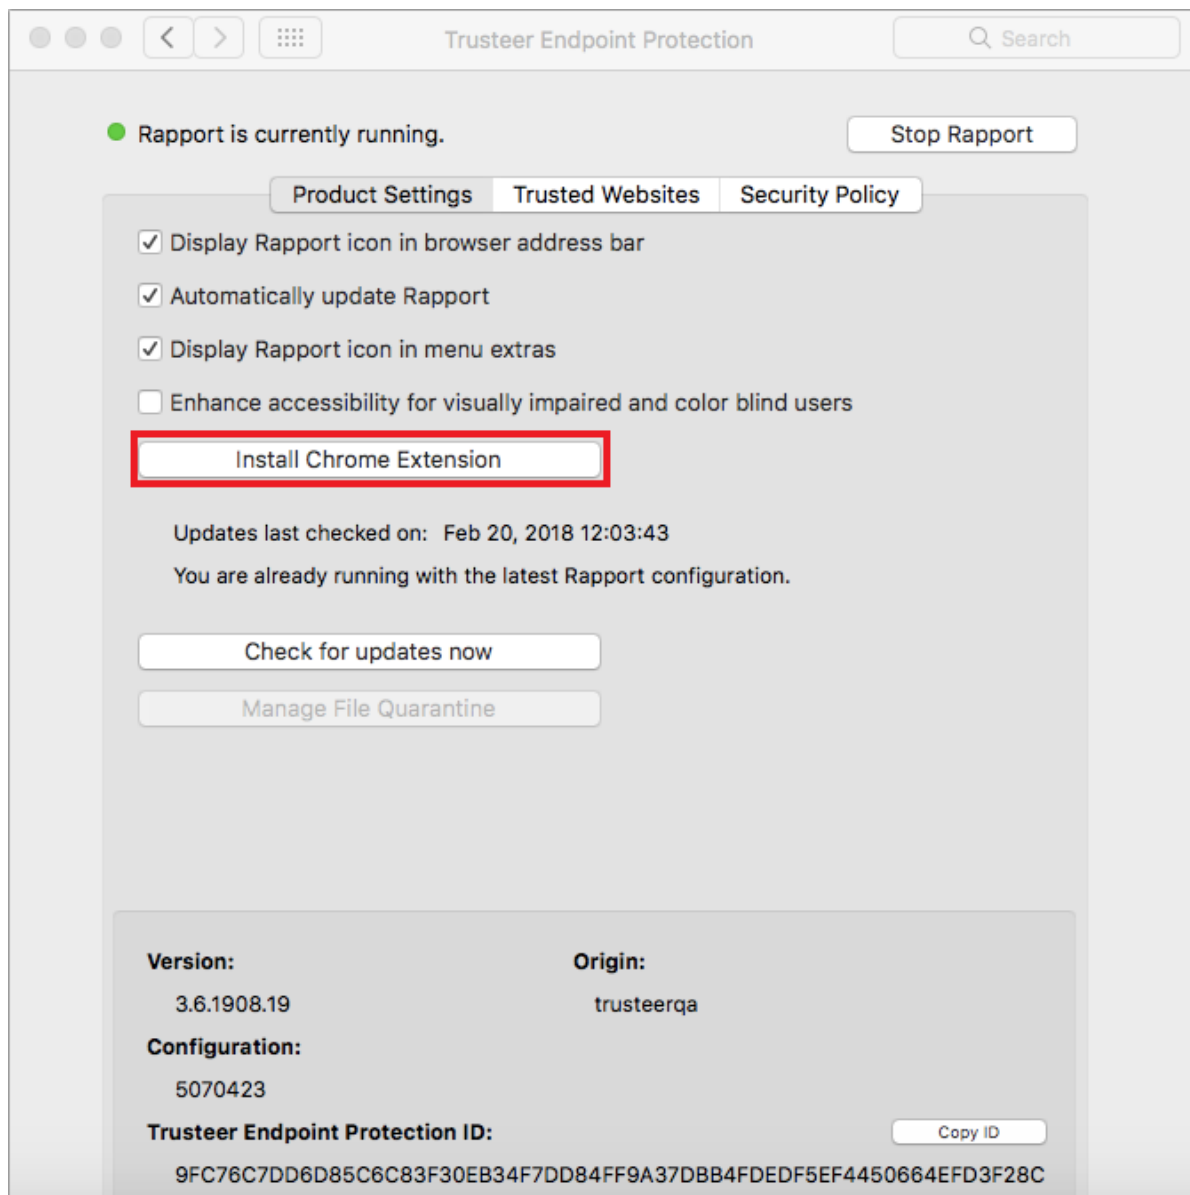 Trusteer Endpoint Protection
Search
Rapport is currently running.
Stop Rapport
Product Settings
Trusted Websites
Security Policy
Display Rapport icon in browser address bar
Automatically update Rapport
Display Rapport icon in menu extras
Enhance accessibility for visually impaired and color blind users
Install Chrome Extension
Updates last checked on: Feb 20, 2018 12:03:43
You are already running with the latest Rapport configuration.
Check for updates now
Manage File Quarantine
Version:
Origin:
3.6.1908.19
trusteerqa
Configuration:
5070423
Trusteer Endpoint Protection ID:
Copy ID
9FC76C7DD6D85C6C83F30EB34F7DD84FF9A37DBB4FDEDF5EF4450664EFD3F28C